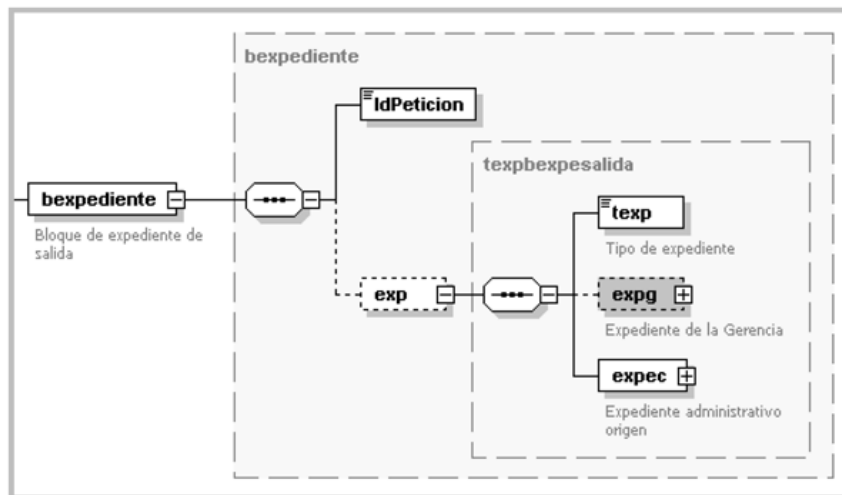 bexpediente
IdPeticion
texpbexpesalida
bexpediente
Bloque de expediente de
salida
texp
Tipo de expediente
exp
expg
Expediente de la Gerencia
expec
Expediente administrativo
origen